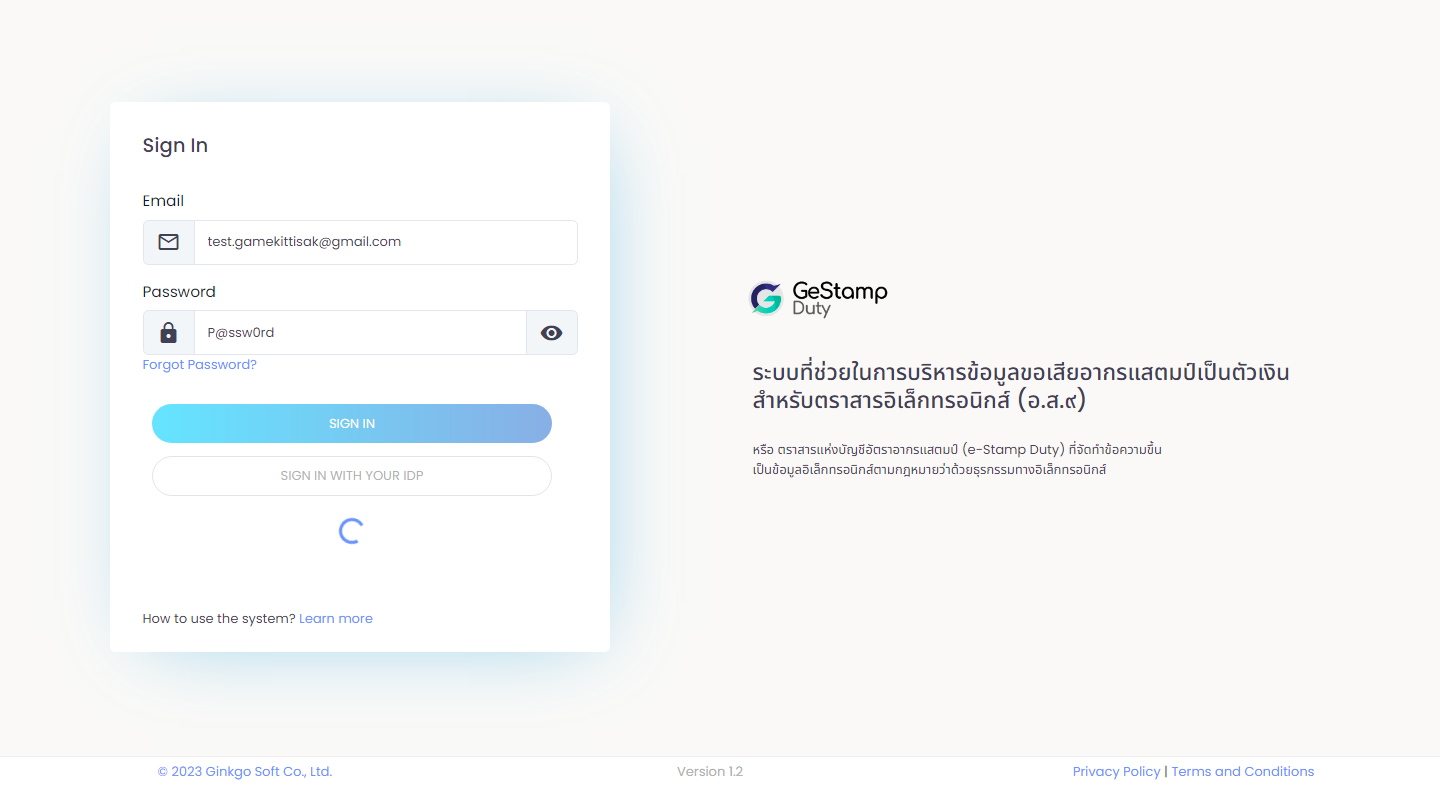 Sign In
Email
test.gamekittisak@gmail.com
Password
P@ssw0rd
Forgot Password?
SIGN IN
SIGN IN WITH YOUR IDP
How to use the system? Learn more
GeStamp
Duty
ระบบที่ช่วยในการบริหารข้อมูลขอเสียอากรแสตมป์เป็นตัวเงิน
สำหรับตราสารอิเล็กทรอนิกส์ (อ.ส.๙)
หรือ ตราสารแห่งบัญชีอัตราอากรแสตมป์ (e-Stamp Duty) ที่จัดทำข้อความขึ้น
เป็นข้อมูลอิเล็กทรอนิกส์ตามกฎหมายว่าด้วยธุรกรรมทางอิเล็กทรอนิกส์
© 2023 Ginkgo Soft Co., Ltd.
Version 1.2
Privacy Policy | Terms and Conditions